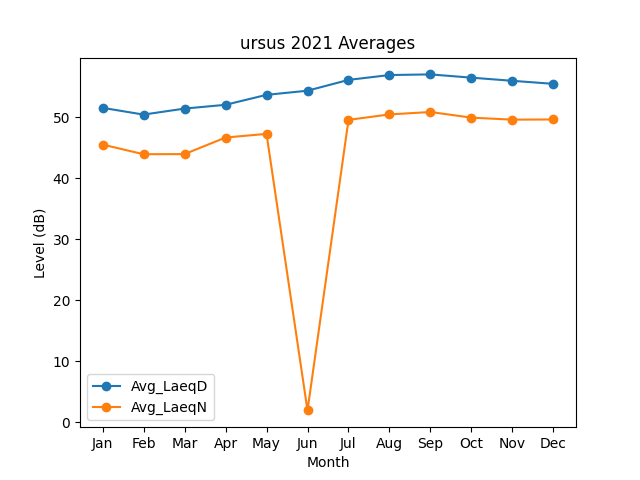 ursus 2021 Averages
Level (dB)
50
40
30
20
10
0
Avg_LaeqD
Avg_LaeqN
Jan Feb Mar Apr May Jun Jul Aug Sep Oct Nov Dec
Month